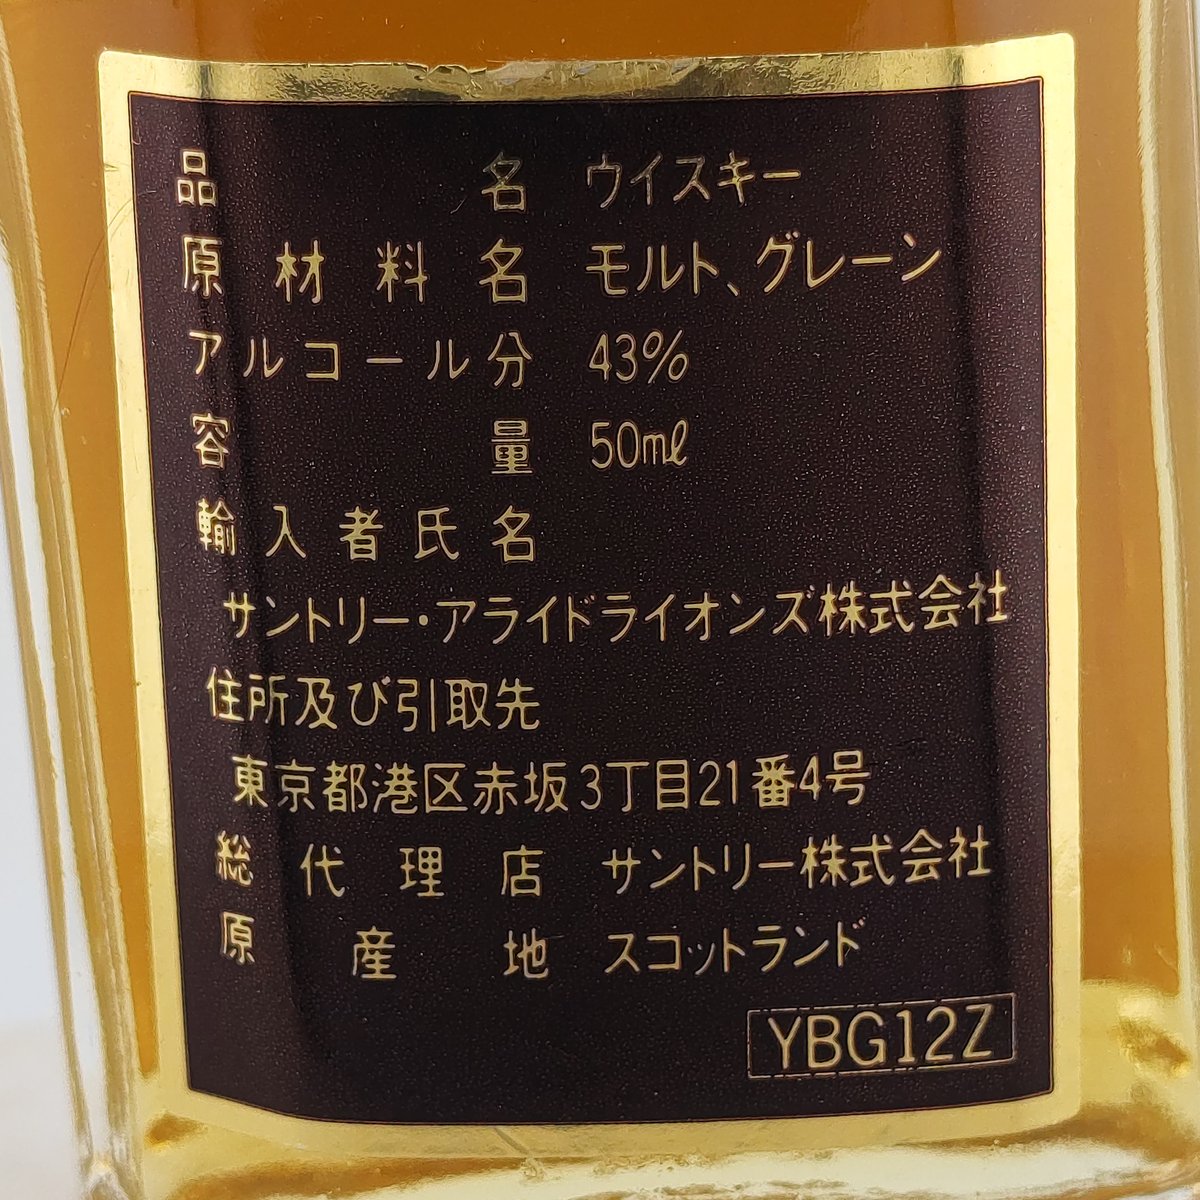 品名 ウイスキー
原材料名 モルト、グレーン
アルコール分 43%
容量 50mℓ
輸入者氏名
サントリー・アライドライオンズ株式会社
住所及び引取先
東京都港区赤坂3丁目21番4号
総代理店 サントリー株式会社
原産地 スコットランド
YBG12Z